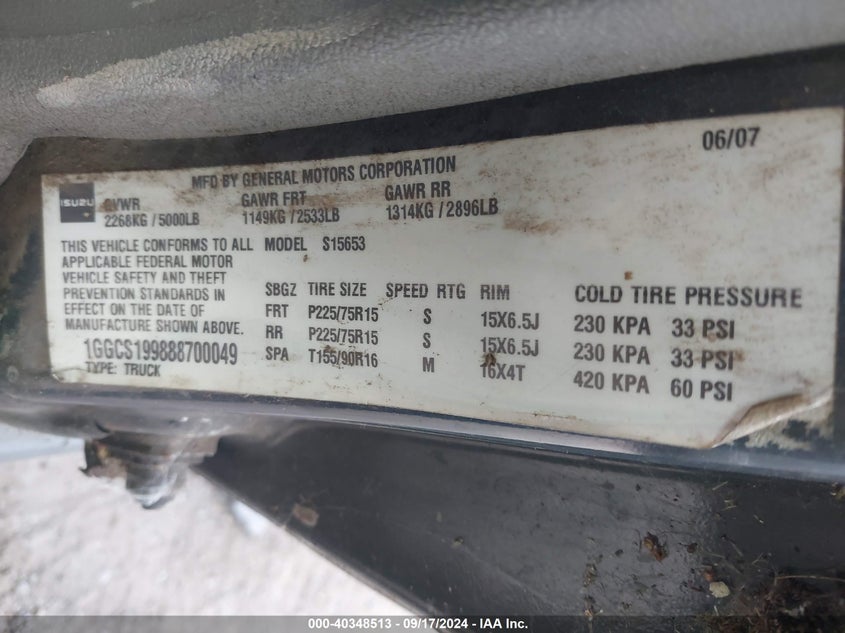 06/07
MFD BY GENERAL MOTORS CORPORATION
ISUZU
GVWR GAWR FRT GAWR RR
2268KG / 5000LB 1149KG / 2533LB 1314KG / 2896LB
THIS VEHICLE CONFORMS TO ALL
APPLICABLE FEDERAL MOTOR
VEHICLE SAFETY AND THEFT
PREVENTION STANDARDS IN
EFFECT ON THE DATE OF
MANUFACTURE SHOWN ABOVE.
1GGCS199888700049
TYPE: TRUCK
MODEL S15653
SBGZ TIRE SIZE SPEED RTG RIM COLD TIRE PRESSURE
FRT P225/75R15 S 15X6.5J 230 KPA 33 PSI
RR P225/75R15 S 15X6.5J 230 KPA 33 PSI
SPA T155/90R16 M 16X4T 420 KPA 60 PSI
000-40348513 - 09/17/2024 - IAA Inc.